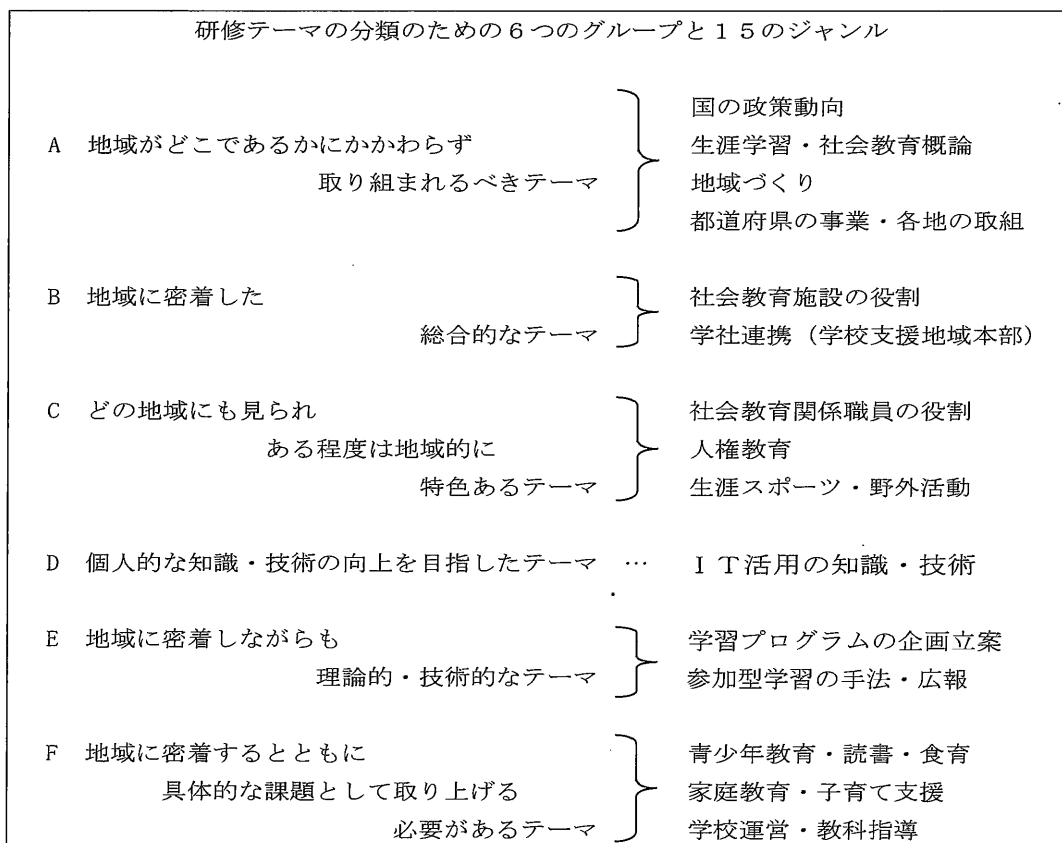 研修テーマの分類のための6つのグループと15のジャンル
A 地域がどこであるかにかかわらず
取り組まれるべきテーマ
国の政策動向
生涯学習・社会教育概論
地域づくり
都道府県の事業・各地の取組
B 地域に密着した
総合的なテーマ
社会教育施設の役割
学社連携（学校支援地域本部）
C どの地域にも見られ
ある程度は地域的に
特色あるテーマ
社会教育関係職員の役割
人権教育
生涯スポーツ・野外活動
D 個人的な知識・技術の向上を目指したテーマ … ＩＴ活用の知識・技術
E 地域に密着しながらも
理論的・技術的なテーマ
学習プログラムの企画立案
参加型学習の手法・広報
F 地域に密着するとともに
具体的な課題として取り上げる
必要があるテーマ
青少年教育・読書・食育
家庭教育・子育て支援
学校運営・教科指導